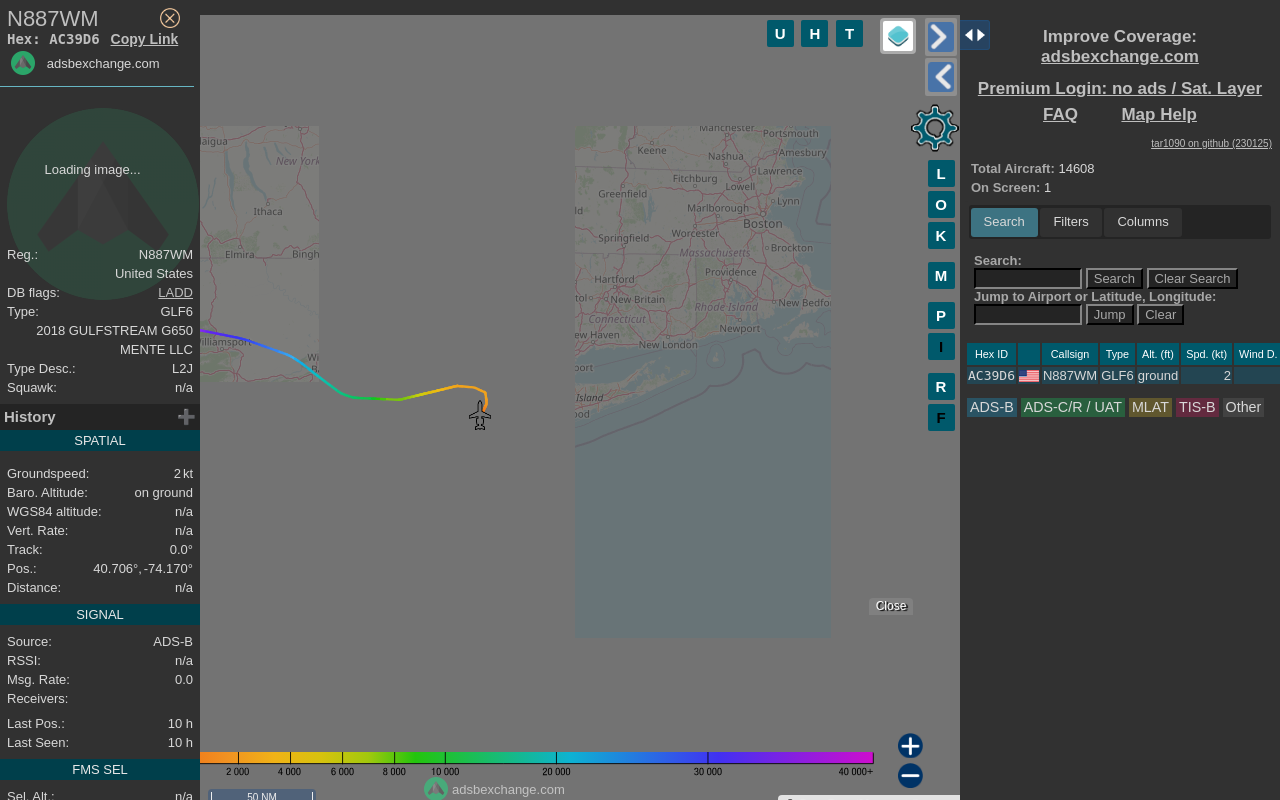 N887WM
Hex: AC39D6 Copy Link
adsbexchange.com
Loading image...
Reg.: N887WM
United States
DB flags: LADD
Type: GLF6
2018 GULFSTREAM G650
MENTE LLC
Type Desc.: L2J
Squawk: n/a
History
SPATIAL
Groundspeed: 2 kt
Baro. Altitude: on ground
WGS84 altitude: n/a
Vert. Rate: n/a
Track: 0.0°
Pos.: 40.706°, -74.170°
Distance: n/a
SIGNAL
Source: ADS-B
RSSI: n/a
Msg. Rate: 0.0
Receivers:
Last Pos.: 10 h
Last Seen: 10 h
FMS SEL
Sel. Alt.: n/a
U H T
L
O
K
M
P
I
R
F
New York
Ithaca
Elmira Bingh
illiamsport
Manchester
Portsmouth
Keene
Nashua
Amesbury
Fitchburg
Lawrence
Greenfield
Lowell
Marlborough
Lynn
Boston
Springfield
Worcester
Brockton
Massachusetts
Hartford
Providence
New Britain
New Bedfo
Rhode Island
Connecticut
Newport
ew Haven
New London
port
Island
ood
Close
2 000 4 000 6 000 8 000 10 000 20 000 30 000 40 000+
adsbexchange.com
50 NM
Improve Coverage:
adsbexchange.com
Premium Login: no ads / Sat. Layer
FAQ Map Help
tar1090 on github (230125)
Total Aircraft: 14608
On Screen: 1
Search Filters Columns
Search:
Search Clear Search
Jump to Airport or Latitude, Longitude:
Jump Clear
Hex ID Callsign Type Alt. (ft) Spd. (kt) Wind D.
AC39D6 N887WM GLF6 ground 2
ADS-B ADS-C/R / UAT MLAT TIS-B Other